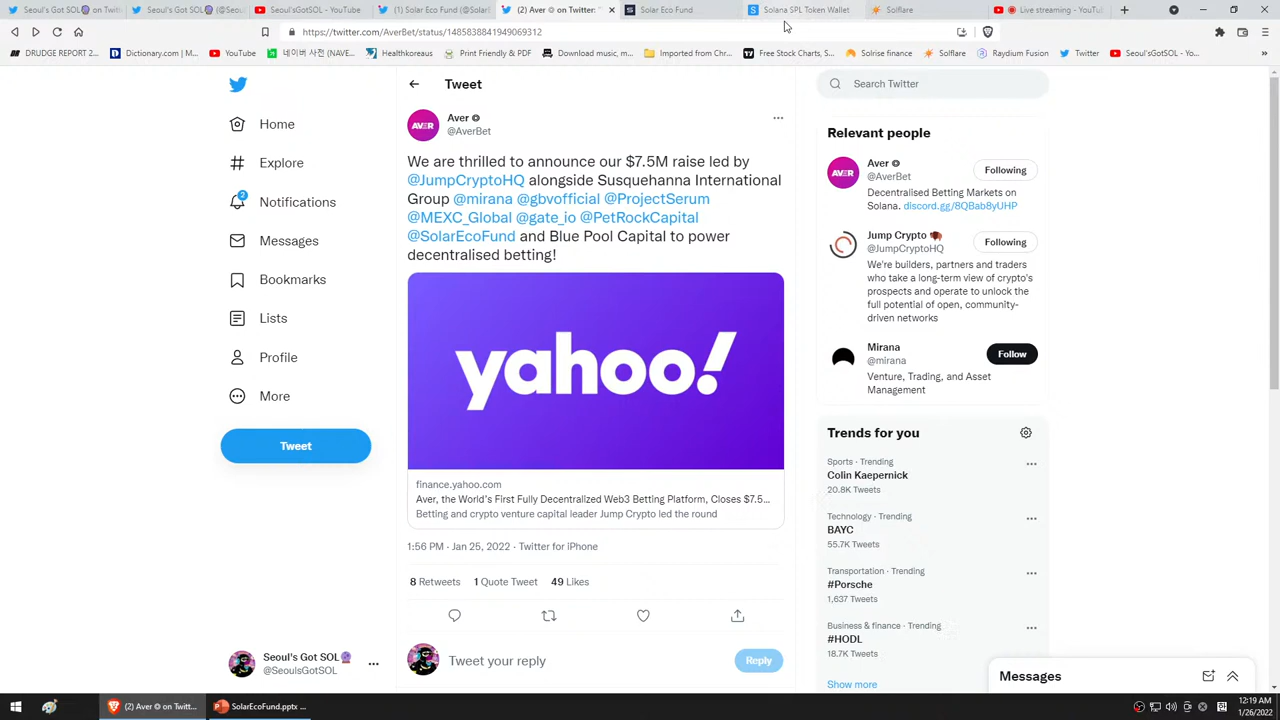 Seoul's Got SOL🔮 on Twitt
Seoul's Got SOL🔮 (@Seou
SeoulsGotSOL - YouTube
(1) Solar Eco Fund (@Solar
(2) Aver ⚙ on Twitter: "
Solar Eco Fund
Solana SPL Token Wallet
Solflare
Live streaming - YouTu
https://twitter.com/AverBet/status/1485838841949069312
DRUDGE REPORT 2...
Dictionary.com | M...
YouTube
네이버 사전 (NAVE...
Healthkoreaus
Print Friendly & PDF
Download music, m...
Imported from Chr...
Free Stock Charts, S...
Solrise finance —...
Solflare
Raydium Fusion
Twitter
Seoul'sGotSOL - Yo...
Home
Explore
2
Notifications
Messages
Bookmarks
Lists
Profile
More
Tweet
Seoul's Got SOL🔮
@SeoulsGotSOL
Tweet
AVER
Aver ⚙
@AverBet
We are thrilled to announce our $7.5M raise led by
@JumpCryptoHQ alongside Susquehanna International
Group @mirana @gbvofficial @ProjectSerum
@MEXC_Global @gate_io @PetRockCapital
@SolarEcoFund and Blue Pool Capital to power
decentralised betting!
yahoo!
finance.yahoo.com
Aver, the World's First Fully Decentralized Web3 Betting Platform, Closes $7.5...
Betting and crypto venture capital leader Jump Crypto led the round
1:56 PM · Jan 25, 2022 · Twitter for iPhone
8 Retweets 1 Quote Tweet 49 Likes
Tweet your reply
Reply
Search Twitter
Relevant people
AVER
Aver ⚙
@AverBet
Following
Decentralised Betting Markets on
Solana. discord.gg/8QBab8yUHP
Jump Crypto
@JumpCryptoHQ
Following
We're builders, partners and traders
who take a long-term view of crypto's
prospects and operate to unlock the
full potential of open, community-
driven networks
Mirana
@mirana
Follow
Venture, Trading, and Asset
Management
Trends for you
Sports · Trending
Colin Kaepernick
20.8K Tweets
Technology · Trending
BAYC
55.7K Tweets
Transportation · Trending
#Porsche
1,637 Tweets
Business & finance · Trending
#HODL
18.7K Tweets
Show more
Messages
(2) Aver ⚙ on Twitt...
SolarEcoFund.pptx ...
12:19 AM
1/26/2022